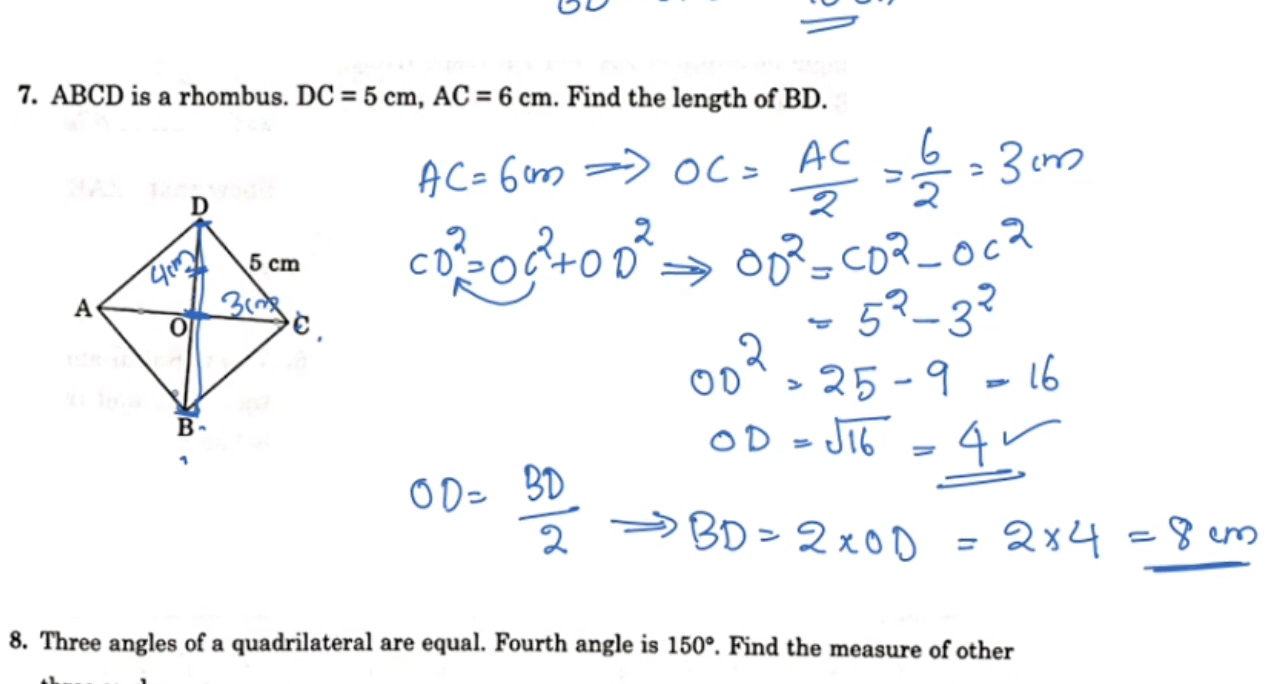 7. ABCD is a rhombus. DC = 5 cm, AC = 6 cm. Find the length of BD.
AC = 6cm ⇒ OC = AC/2 = 6/2 = 3 cm
CD² = OC² + OD² ⇒ OD² = CD² - OC²
= 5² - 3²
OD² = 25 - 9 = 16
OD = √16 = 4 ✓
OD = BD/2 ⇒ BD = 2 × OD = 2×4 = 8 cm
D
4cm
5 cm
A
3cm
O
C
B
8. Three angles of a quadrilateral are equal. Fourth angle is 150°. Find the measure of other